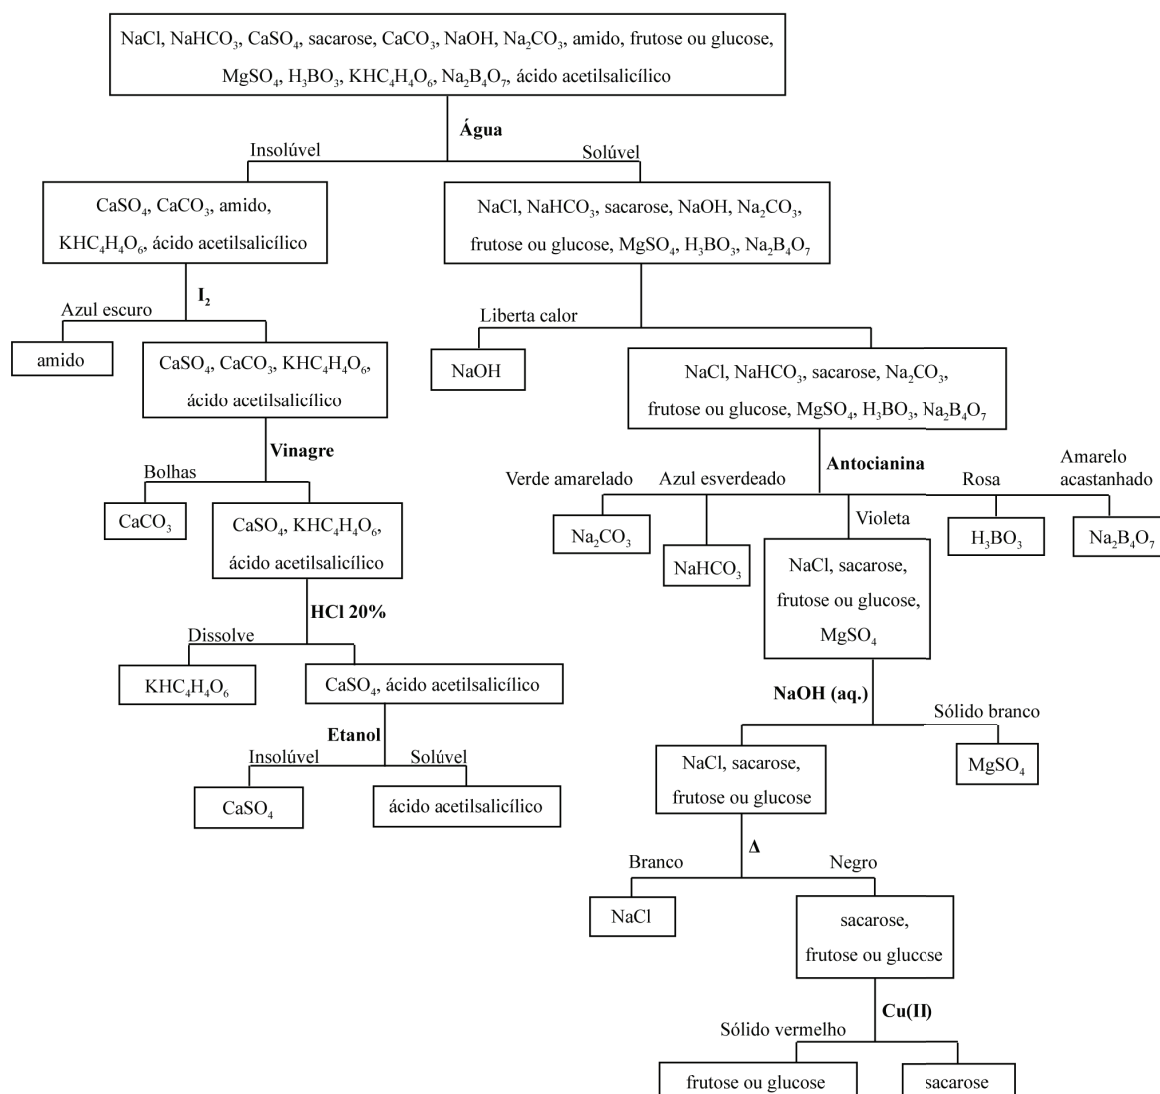 NaCl, NaHCO₃, CaSO₄, sacarose, CaCO₃, NaOH, Na₂CO₃, amido, frutose ou glucose,
MgSO₄, H₃BO₃, KHC₄H₄O₆, Na₂B₄O₇, ácido acetilsalicílico
Água
Insolúvel
Solúvel
CaSO₄, CaCO₃, amido,
KHC₄H₄O₆, ácido acetilsalicílico
NaCl, NaHCO₃, sacarose, NaOH, Na₂CO₃,
frutose ou glucose, MgSO₄, H₃BO₃, Na₂B₄O₇
I₂
Azul escuro
amido
CaSO₄, CaCO₃, KHC₄H₄O₆,
ácido acetilsalicílico
Liberta calor
NaOH
NaCl, NaHCO₃, sacarose, Na₂CO₃,
frutose ou glucose, MgSO₄, H₃BO₃, Na₂B₄O₇
Vinagre
Bolhas
CaCO₃
CaSO₄, KHC₄H₄O₆,
ácido acetilsalicílico
Antocianina
Verde amarelado
Azul esverdeado
Violeta
Rosa
Amarelo
acastanhado
Na₂CO₃
NaHCO₃
NaCl, sacarose,
frutose ou glucose,
MgSO₄
H₃BO₃
Na₂B₄O₇
HCl 20%
Dissolve
KHC₄H₄O₆
CaSO₄, ácido acetilsalicílico
Etanol
Insolúvel
Solúvel
CaSO₄
ácido acetilsalicílico
NaOH (aq.)
Sólido branco
NaCl, sacarose,
frutose ou glucose
MgSO₄
Δ
Branco
Negro
NaCl
sacarose,
frutose ou glucose
Cu(II)
Sólido vermelho
frutose ou glucose
sacarose